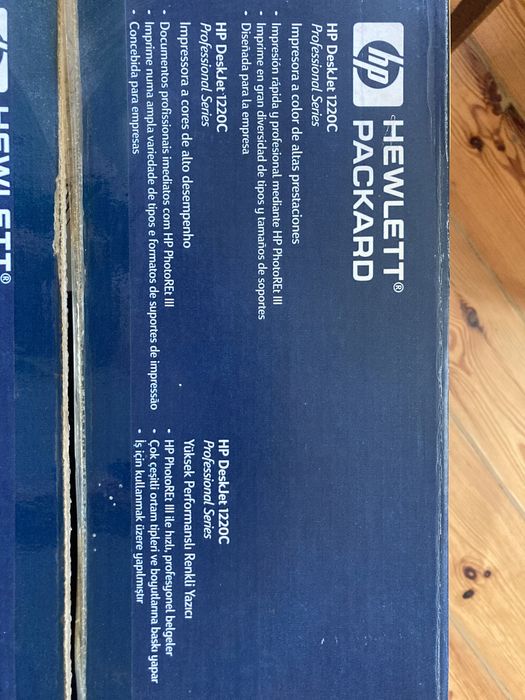 HEWLETT®
PACKARD
hp
HP DeskJet 1220C
Professional Series
Impresora a color de altas prestaciones
• Impresión rápida y profesional mediante HP PhotoREt III
• Imprime en gran diversidad de tipos y tamaños de soportes
• Diseñada para la empresa
HP DeskJet 1220C
Professional Series
Impressora a cores de alto desempenho
• Documentos profissionais imediatos com HP PhotoREt III
• Imprime numa ampla variedade de tipos e formatos de suportes de impressão
• Concebida para empresas
HP DeskJet 1220C
Professional Series
Yüksek Performanslı Renkli Yazıcı
• HP PhotoREt III ile hızlı, profesyonel belgeler
• Çok çeşitli ortam tipleri ve boyutlarına baskı yapar
• İş için kullanmak üzere yapılmıştır
HEWLETT®